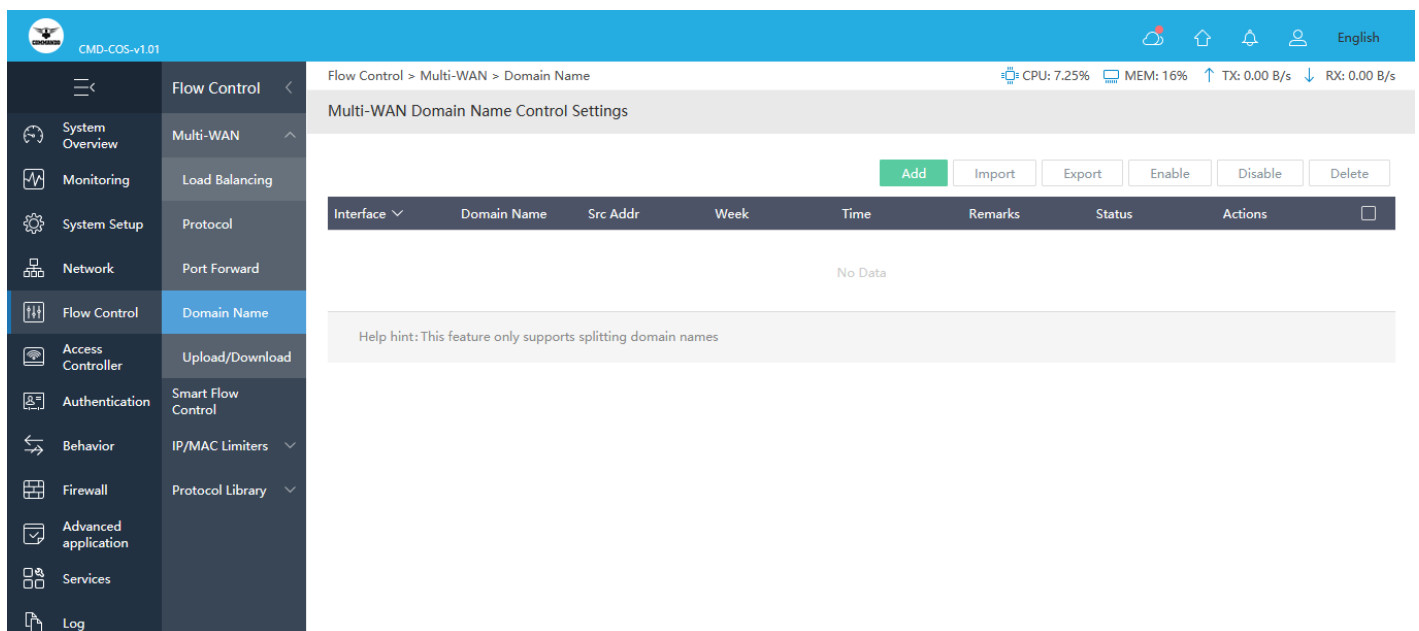 COMMANDO
CMD-COS-v1.01
English
Flow Control
Flow Control > Multi-WAN > Domain Name
CPU: 7.25%
MEM: 16%
TX: 0.00 B/s
RX: 0.00 B/s
Multi-WAN Domain Name Control Settings
System
Overview
Monitoring
System Setup
Network
Flow Control
Access
Controller
Authentication
Behavior
Firewall
Advanced
application
Services
Log
Multi-WAN
Load Balancing
Protocol
Port Forward
Domain Name
Upload/Download
Smart Flow
Control
IP/MAC Limiters
Protocol Library
Add
Import
Export
Enable
Disable
Delete
Interface
Domain Name
Src Addr
Week
Time
Remarks
Status
Actions
No Data
Help hint: This feature only supports splitting domain names